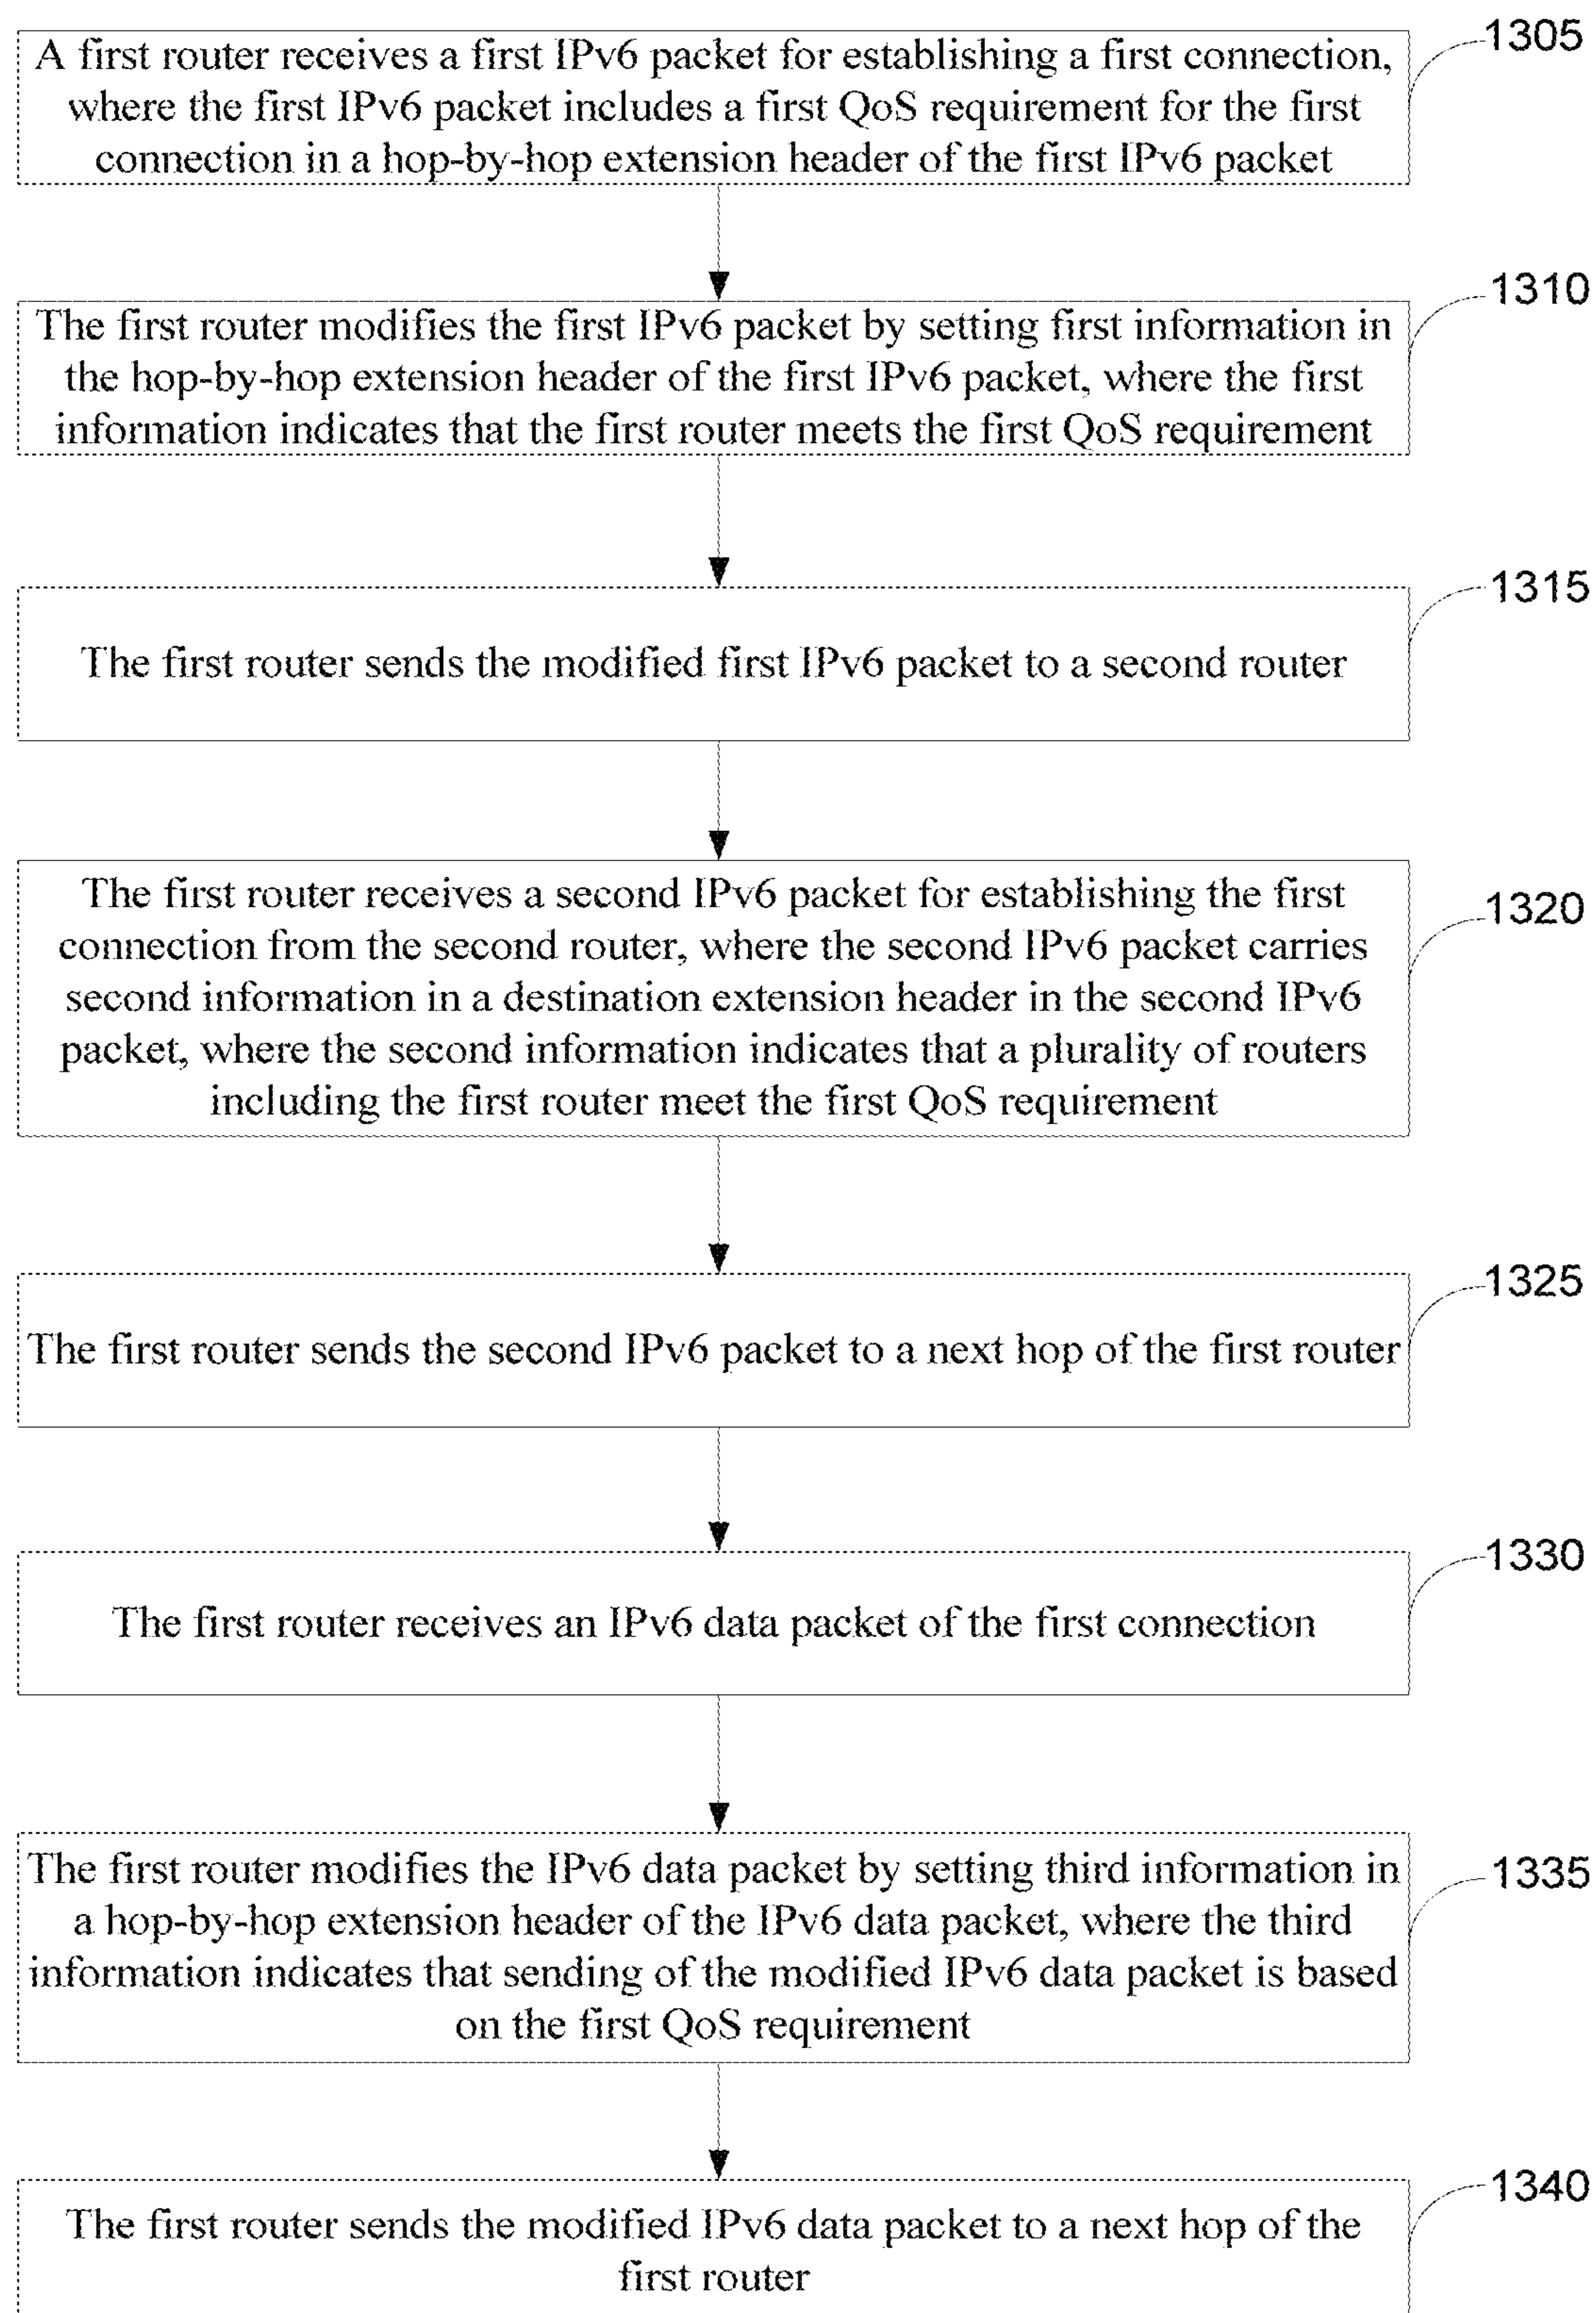 1305
A first router receives a first IPv6 packet for establishing a first connection,
where the first IPv6 packet includes a first QoS requirement for the first
connection in a hop-by-hop extension header of the first IPv6 packet
1310
The first router modifies the first IPv6 packet by setting first information in
the hop-by-hop extension header of the first IPv6 packet, where the first
information indicates that the first router meets the first QoS requirement
1315
The first router sends the modified first IPv6 packet to a second router
1320
The first router receives a second IPv6 packet for establishing the first
connection from the second router, where the second IPv6 packet carries
second information in a destination extension header in the second IPv6
packet, where the second information indicates that a plurality of routers
including the first router meet the first QoS requirement
1325
The first router sends the second IPv6 packet to a next hop of the first router
1330
The first router receives an IPv6 data packet of the first connection
1335
The first router modifies the IPv6 data packet by setting third information in
a hop-by-hop extension header of the IPv6 data packet, where the third
information indicates that sending of the modified IPv6 data packet is based
on the first QoS requirement
1340
The first router sends the modified IPv6 data packet to a next hop of the
first router